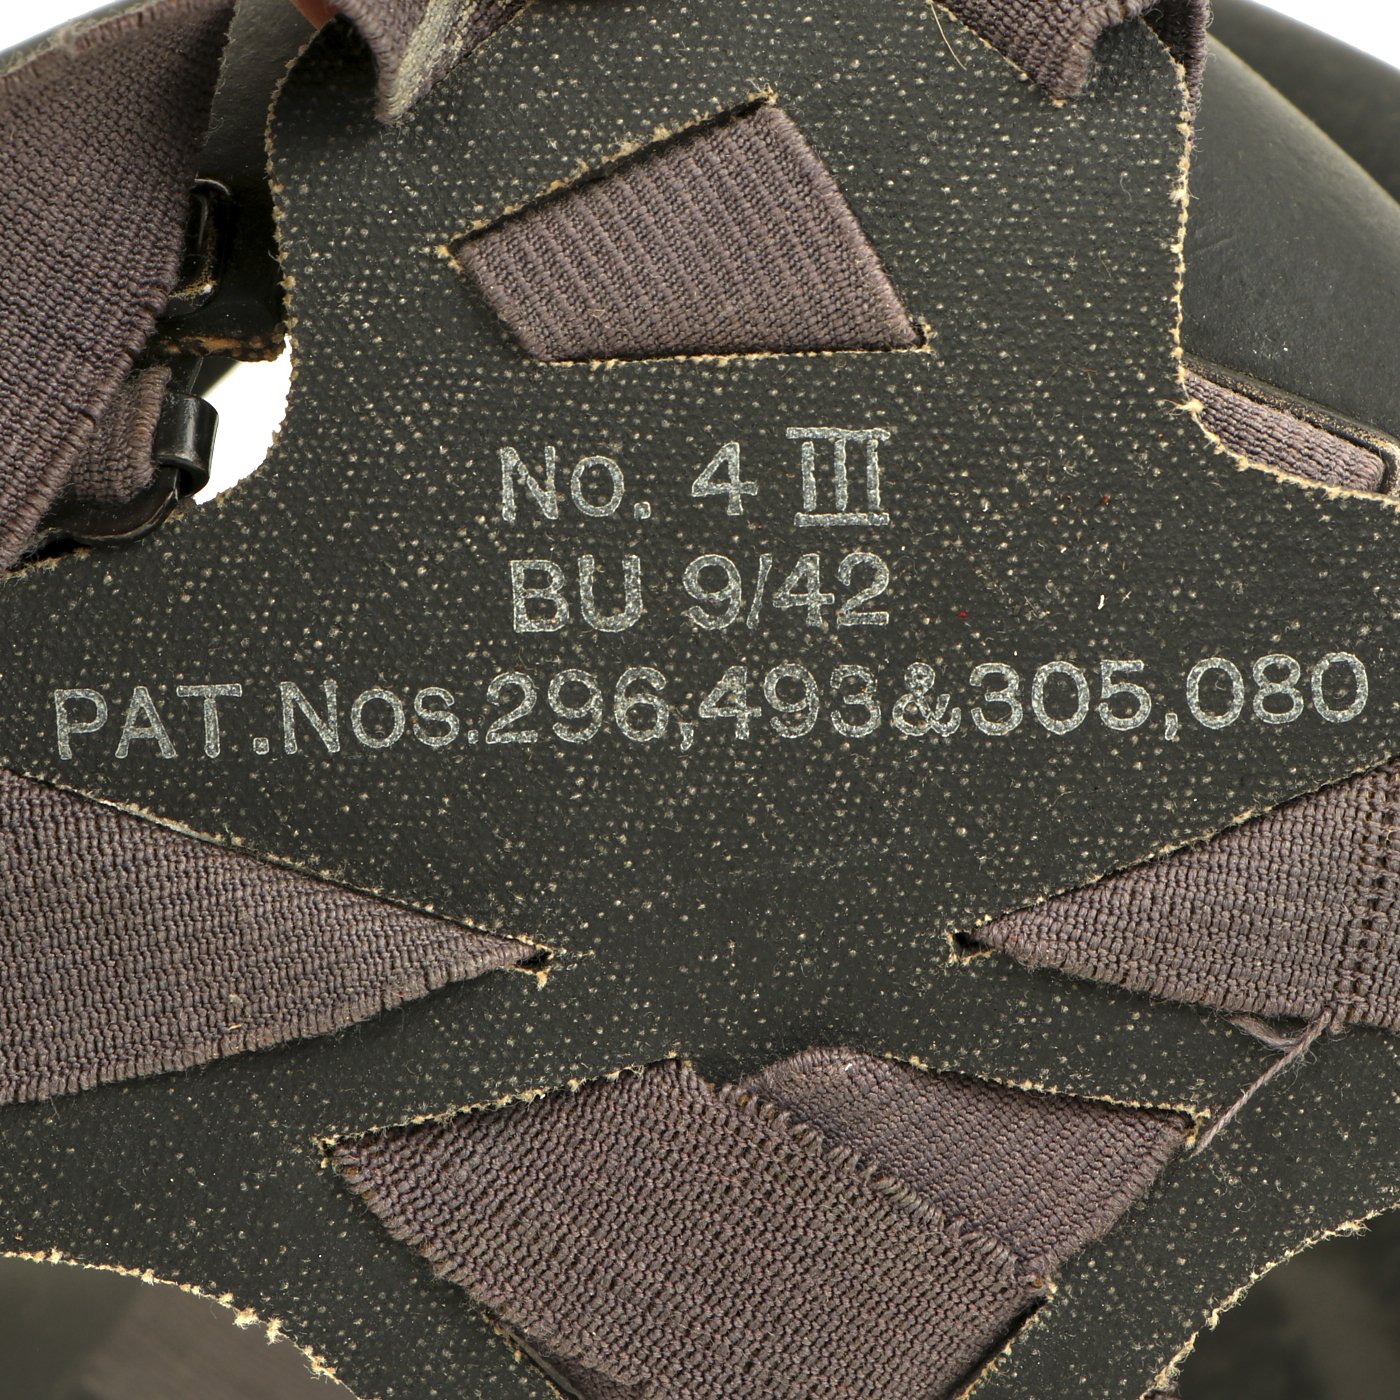 No. 4 III
BU 9/42
PAT. Nos. 296,493 & 305,080